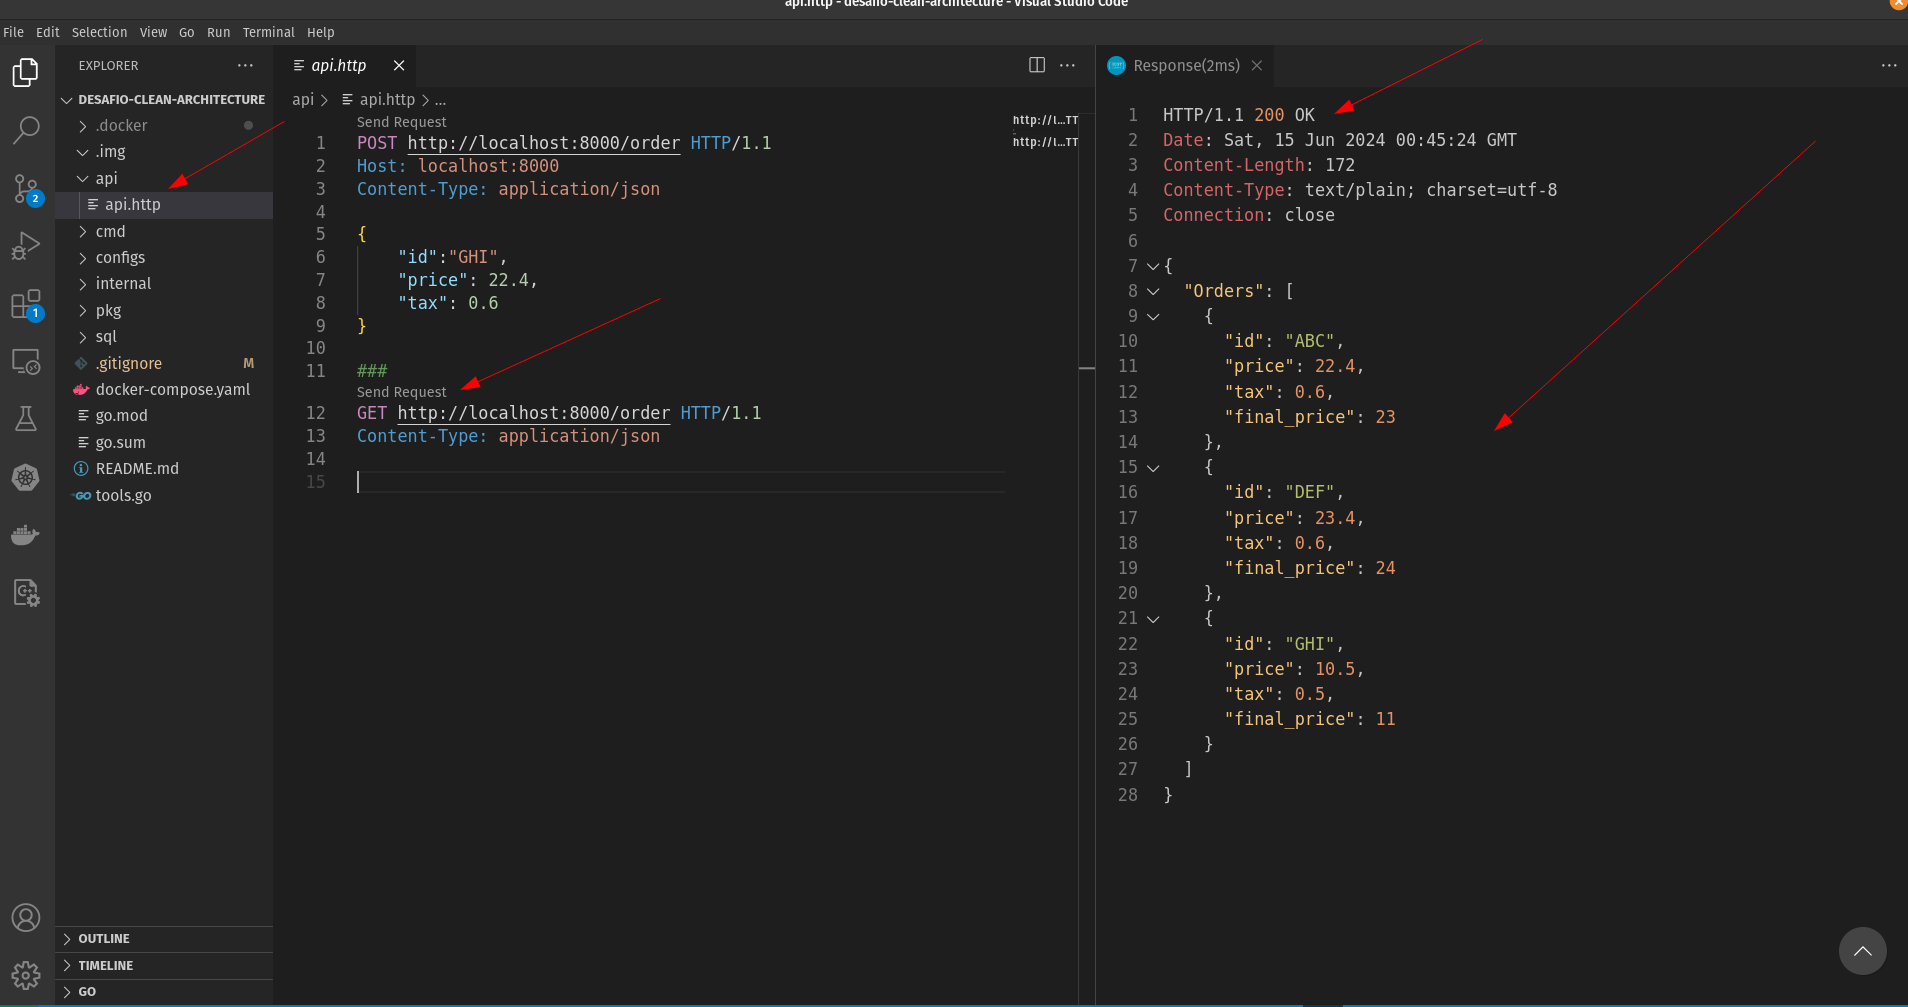 api.http - desafio-clean-architecture - Visual Studio Code
File Edit Selection View Go Run Terminal Help
EXPLORER
DESAFIO-CLEAN-ARCHITECTURE
.docker
.img
api
api.http
cmd
configs
internal
pkg
sql
.gitignore M
docker-compose.yaml
go.mod
go.sum
README.md
tools.go
OUTLINE
TIMELINE
GO
2
1
api.http
api > api.http > ...
Send Request
1 POST http://localhost:8000/order HTTP/1.1
2 Host: localhost:8000
3 Content-Type: application/json
4
5 {
6 "id":"GHI",
7 "price": 22.4,
8 "tax": 0.6
9 }
10
11 ###
Send Request
12 GET http://localhost:8000/order HTTP/1.1
13 Content-Type: application/json
14
15
http://l...TT
http://l...TT
Response(2ms)
1 HTTP/1.1 200 OK
2 Date: Sat, 15 Jun 2024 00:45:24 GMT
3 Content-Length: 172
4 Content-Type: text/plain; charset=utf-8
5 Connection: close
6
7 {
8 "Orders": [
9 {
10 "id": "ABC",
11 "price": 22.4,
12 "tax": 0.6,
13 "final_price": 23
14 },
15 {
16 "id": "DEF",
17 "price": 23.4,
18 "tax": 0.6,
19 "final_price": 24
20 },
21 {
22 "id": "GHI",
23 "price": 10.5,
24 "tax": 0.5,
25 "final_price": 11
26 }
27 ]
28 }